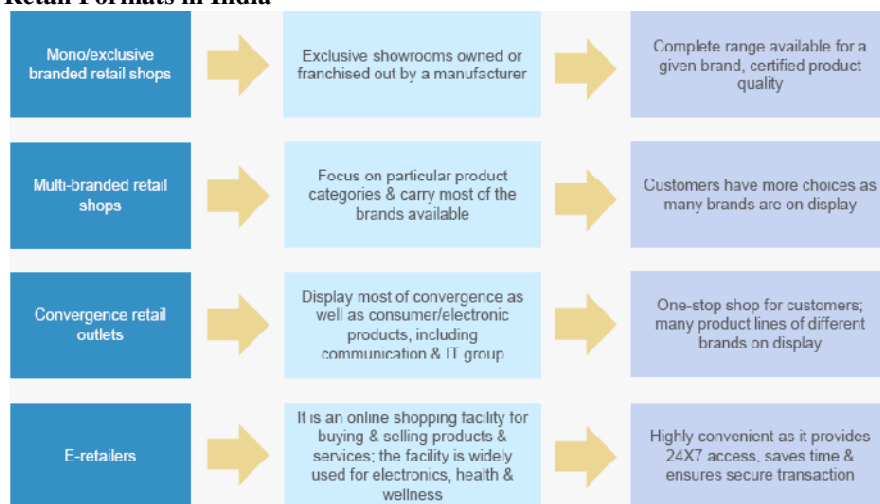 Retail Formats in India
Mono/exclusive
branded retail shops
Exclusive showrooms owned or
franchised out by a manufacturer
Complete range available for a
given brand, certified product
quality
Multi-branded retail
shops
Focus on particular product
categories & carry most of the
brands available
Customers have more choices as
many brands are on display
Convergence retail
outlets
Display most of convergence as
well as consumer/electronic
products, including
communication & IT group
One-stop shop for customers;
many product lines of different
brands on display
E-retailers
It is an online shopping facility for
buying & selling products &
services; the facility is widely
used for electronics, health &
wellness
Highly convenient as it provides
24X7 access, saves time &
ensures secure transaction